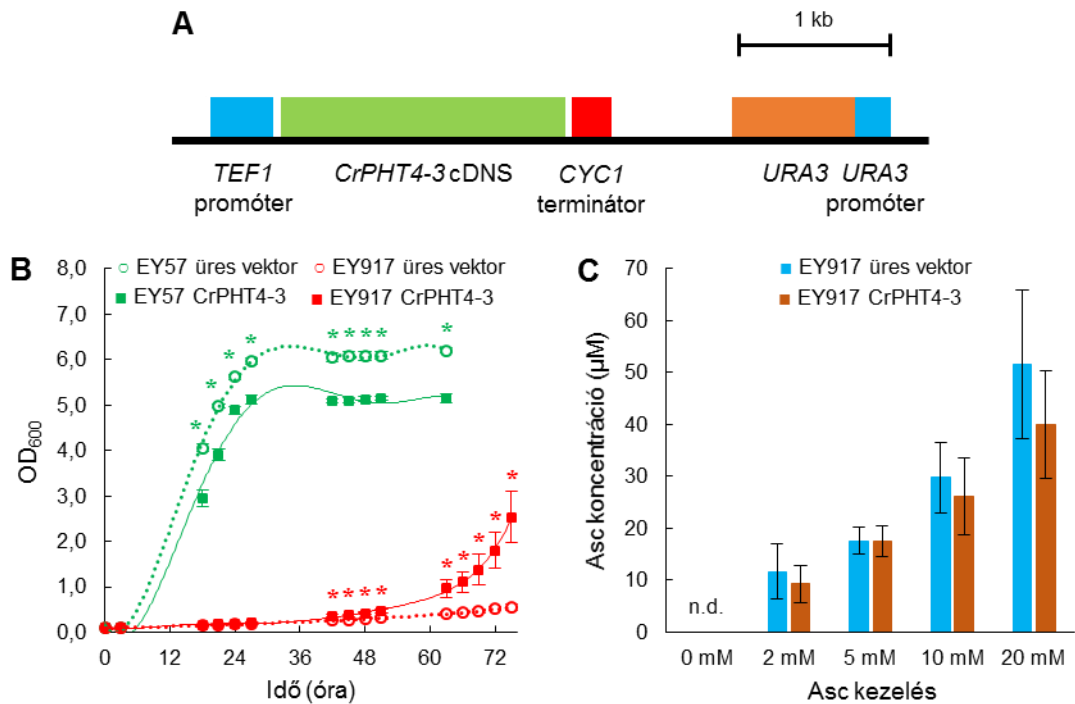 A
1 kb
TEF1 promóter
CrPHT4-3 cDNS
CYC1 terminátor
URA3
URA3 promóter
B
EY57 üres vektor
EY57 CrPHT4-3
EY917 üres vektor
EY917 CrPHT4-3
8,0
7,0
6,0
5,0
4,0
3,0
2,0
1,0
0,0
OD600
* * * * * * * * *
* * * * * * * * *
0 12 24 36 48 60 72
Idő (óra)
C
EY917 üres vektor
EY917 CrPHT4-3
70
60
50
40
30
20
10
0
Asc koncentráció (µM)
n.d.
0 mM 2 mM 5 mM 10 mM 20 mM
Asc kezelés